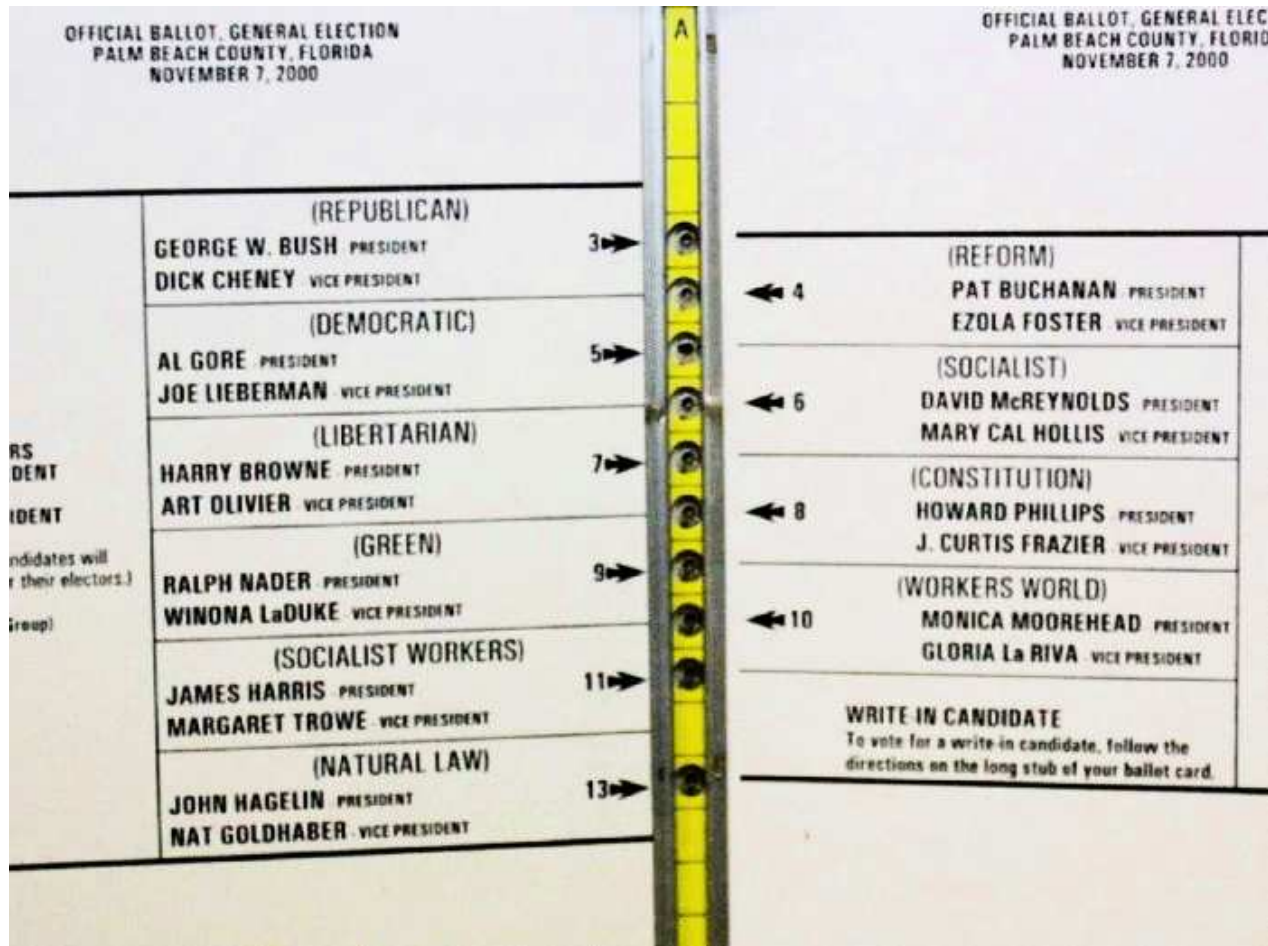 OFFICIAL BALLOT, GENERAL ELECTION
PALM BEACH COUNTY, FLORIDA
NOVEMBER 7, 2000
RS
DENT
IDENT
ndidates will
r their electors.)
Group)
(REPUBLICAN)
GEORGE W. BUSH PRESIDENT
DICK CHENEY VICE PRESIDENT
3
(DEMOCRATIC)
AL GORE PRESIDENT
JOE LIEBERMAN VICE PRESIDENT
5
(LIBERTARIAN)
HARRY BROWNE PRESIDENT
ART OLIVIER VICE PRESIDENT
7
(GREEN)
RALPH NADER PRESIDENT
WINONA LaDUKE VICE PRESIDENT
9
(SOCIALIST WORKERS)
JAMES HARRIS PRESIDENT
MARGARET TROWE VICE PRESIDENT
11
(NATURAL LAW)
JOHN HAGELIN PRESIDENT
NAT GOLDHABER VICE PRESIDENT
13
A
OFFICIAL BALLOT, GENERAL ELEC
PALM BEACH COUNTY, FLORID
NOVEMBER 7, 2000
(REFORM)
4 PAT BUCHANAN PRESIDENT
EZOLA FOSTER VICE PRESIDENT
(SOCIALIST)
6 DAVID McREYNOLDS PRESIDENT
MARY CAL HOLLIS VICE PRESIDENT
(CONSTITUTION)
8 HOWARD PHILLIPS PRESIDENT
J. CURTIS FRAZIER VICE PRESIDENT
(WORKERS WORLD)
10 MONICA MOOREHEAD PRESIDENT
GLORIA La RIVA VICE PRESIDENT
WRITE-IN CANDIDATE
To vote for a write-in candidate, follow the
directions on the long stub of your ballot card.